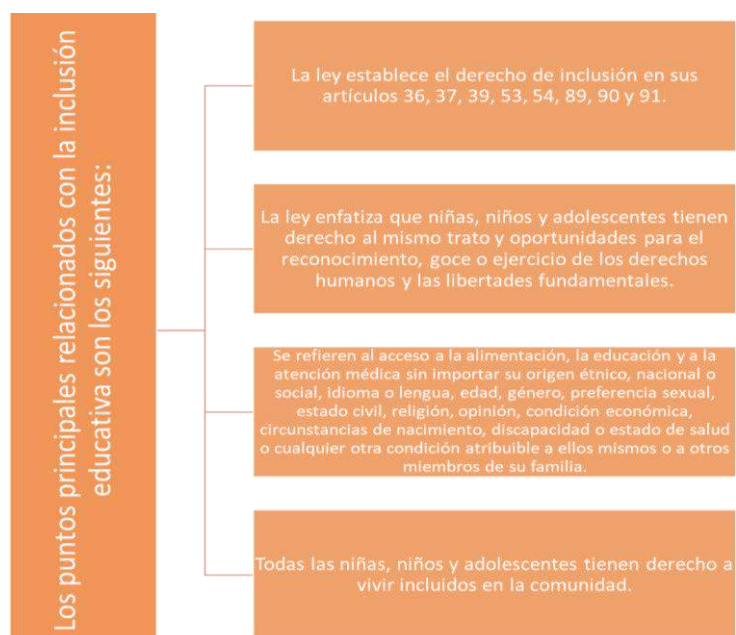 Los puntos principales relacionados con la inclusión
educativa son los siguientes:
La ley establece el derecho de inclusión en sus
artículos 36, 37, 39, 53, 54, 89, 90 y 91.
La ley enfatiza que niñas, niños y adolescentes tienen
derecho al mismo trato y oportunidades para el
reconocimiento, goce o ejercicio de los derechos
humanos y las libertades fundamentales.
Se refieren al acceso a la alimentación, la educación y a la
atención médica sin importar su origen étnico, nacional o
social, idioma o lengua, edad, género, preferencia sexual,
estado civil, religión, opinión, condición económica,
circunstancias de nacimiento, discapacidad o estado de salud
o cualquier otra condición atribuible a ellos mismos o a otros
miembros de su familia.
Todas las niñas, niños y adolescentes tienen derecho a
vivir incluidos en la comunidad.